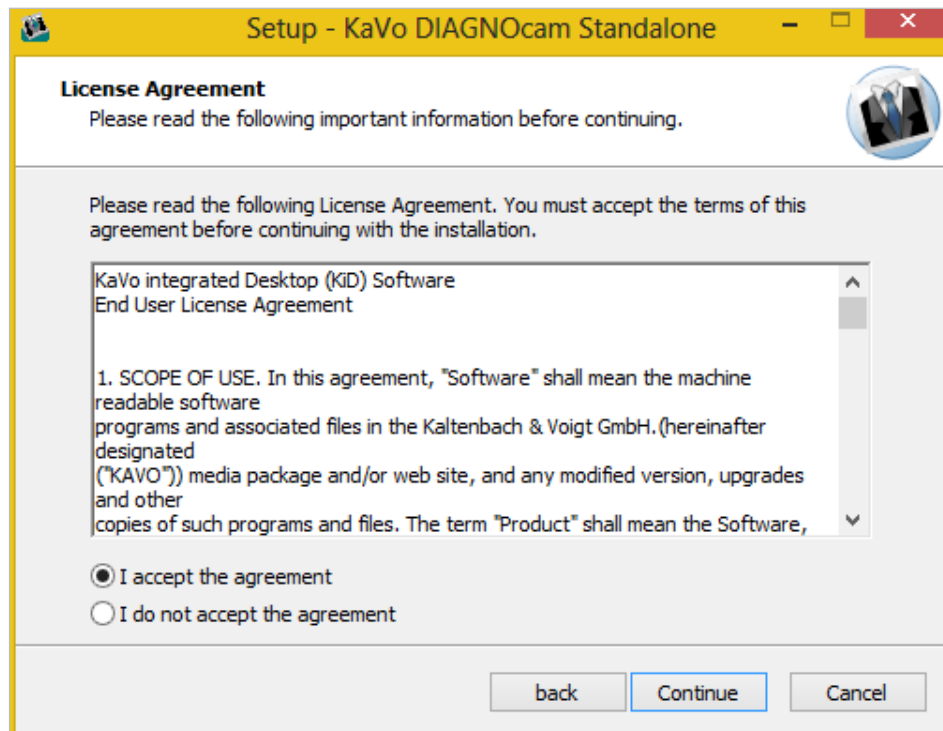 Setup - KaVo DIAGNOcam Standalone
License Agreement
Please read the following important information before continuing.
Please read the following License Agreement. You must accept the terms of this
agreement before continuing with the installation.
KaVo integrated Desktop (KiD) Software
End User License Agreement
1. SCOPE OF USE. In this agreement, "Software" shall mean the machine
readable software
programs and associated files in the Kaltenbach & Voigt GmbH.(hereinafter
designated
("KAVO")) media package and/or web site, and any modified version, upgrades
and other
copies of such programs and files. The term "Product" shall mean the Software,
I accept the agreement
I do not accept the agreement
back
Continue
Cancel